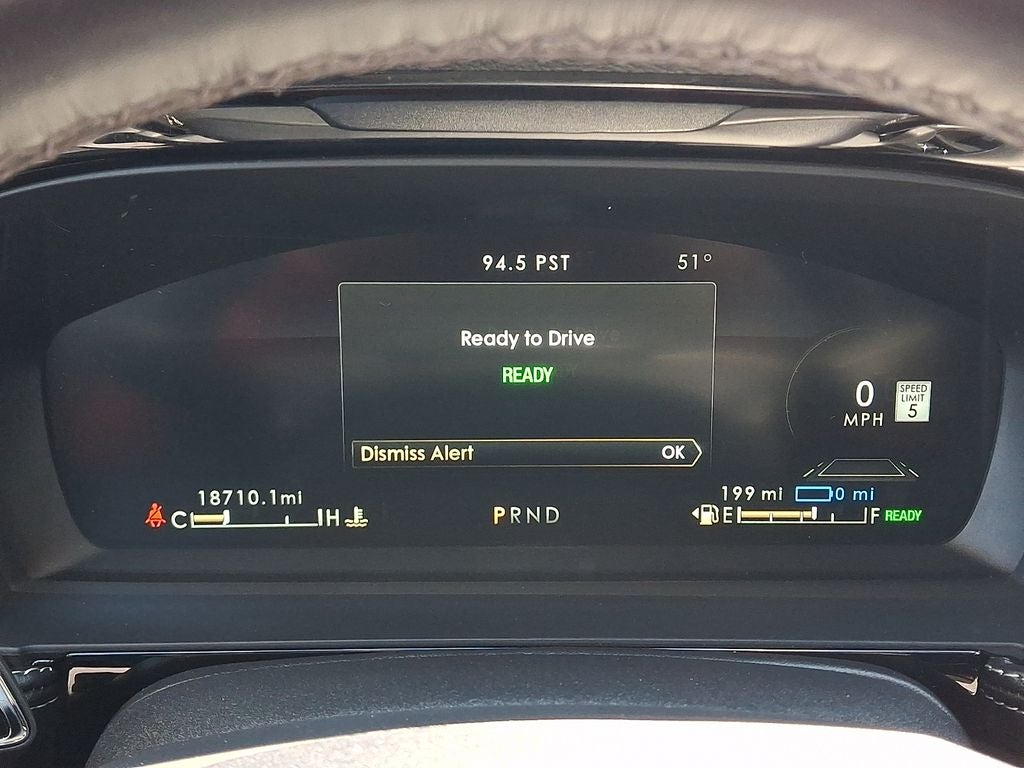 94.5 PST 51°
Ready to Drive
READY
Dismiss Alert OK
0
MPH
SPEED
LIMIT
5
18710.1mi
C H
PRND
199 mi 0 mi
E F READY